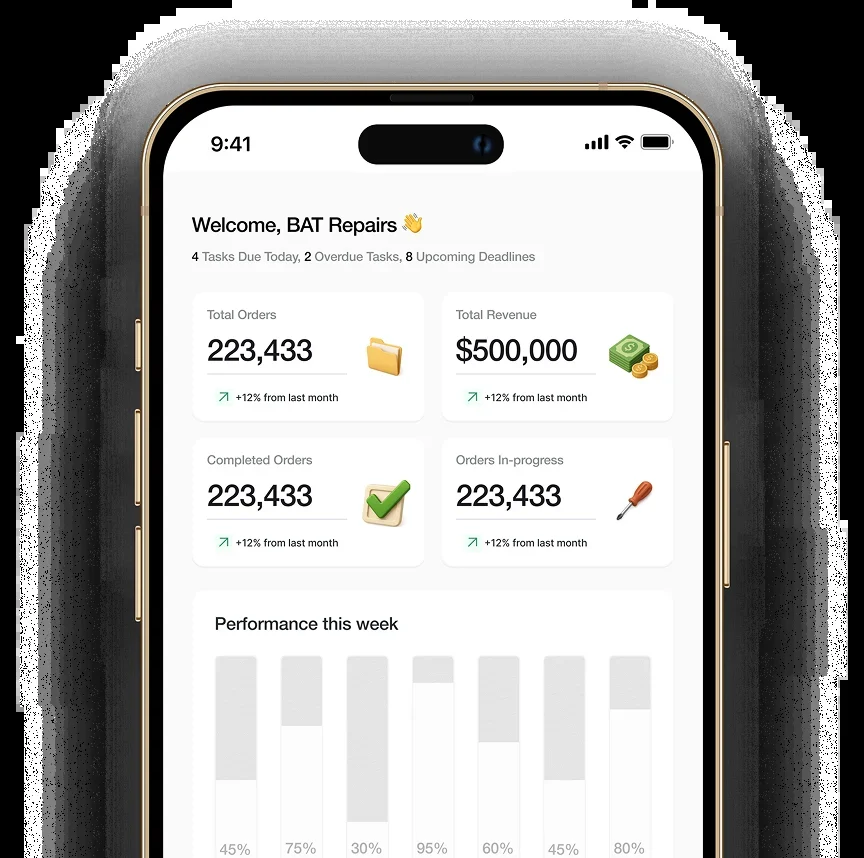 9:41
Welcome, BAT Repairs 👋
4 Tasks Due Today, 2 Overdue Tasks, 8 Upcoming Deadlines
Total Orders
223,433
+12% from last month
Total Revenue
$500,000
+12% from last month
Completed Orders
223,433
+12% from last month
Orders In-progress
223,433
+12% from last month
Performance this week
45% 75% 30% 95% 60% 45% 80%